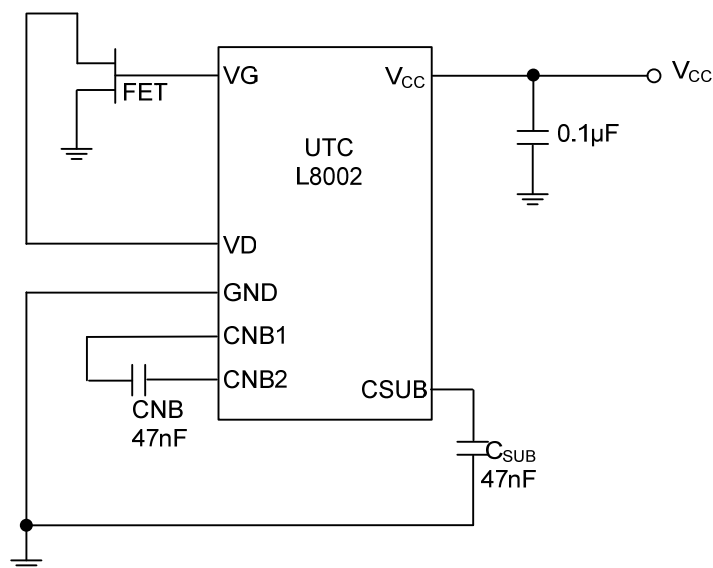 VG
VCC
VCC
FET
0.1µF
UTC
L8002
VD
GND
CNB1
CNB2
CSUB
CNB
47nF
CSUB
47nF